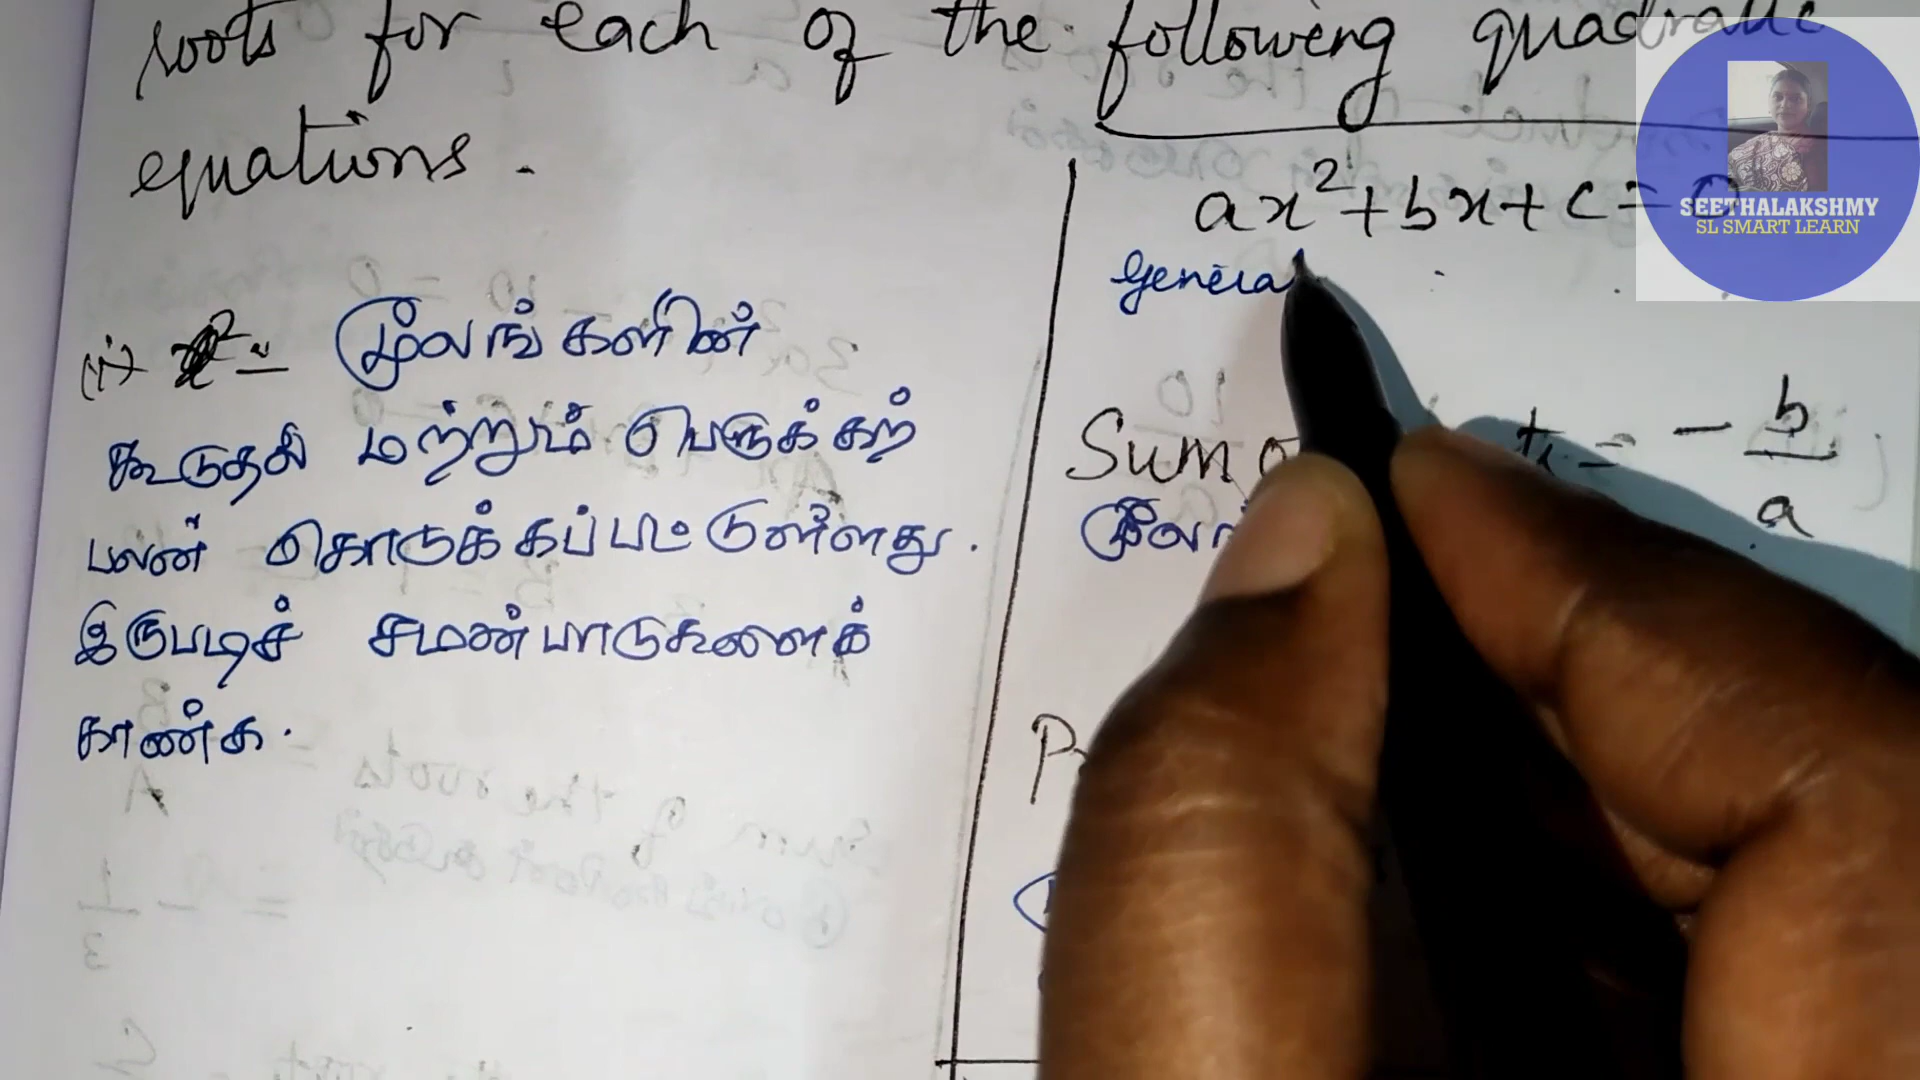 roots for each of the following quadratic
equations.
(i) மூலங்களின்
கூடுதல் மற்றும் பெருக்கற்
பலன் கொடுக்கப்பட்டுள்ளது.
இருபடிச் சமன்பாடுகளைக்
காண்க.
ax² + bx + c = 0
General
Sum = - b/a
SEETHALAKSHMY
SL SMART LEARN